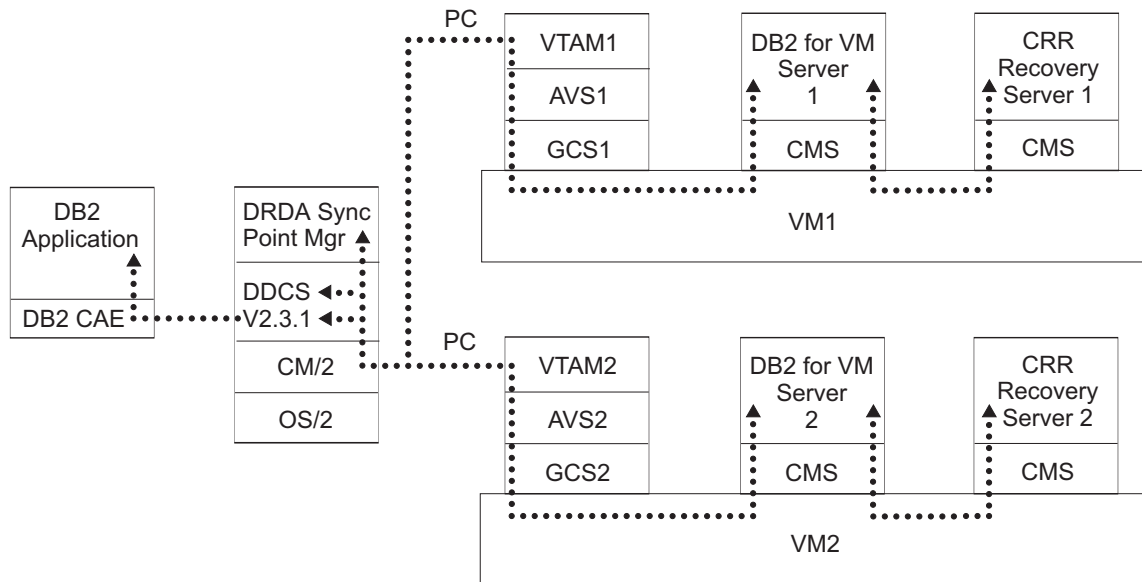 PC
VTAM1
AVS1
GCS1
DB2 for VM
Server
1
CMS
CRR
Recovery
Server 1
CMS
VM1
DB2
Application
DB2 CAE
DRDA Sync
Point Mgr
DDCS
V2.3.1
CM/2
OS/2
PC
VTAM2
AVS2
GCS2
DB2 for VM
Server
2
CMS
CRR
Recovery
Server 2
CMS
VM2